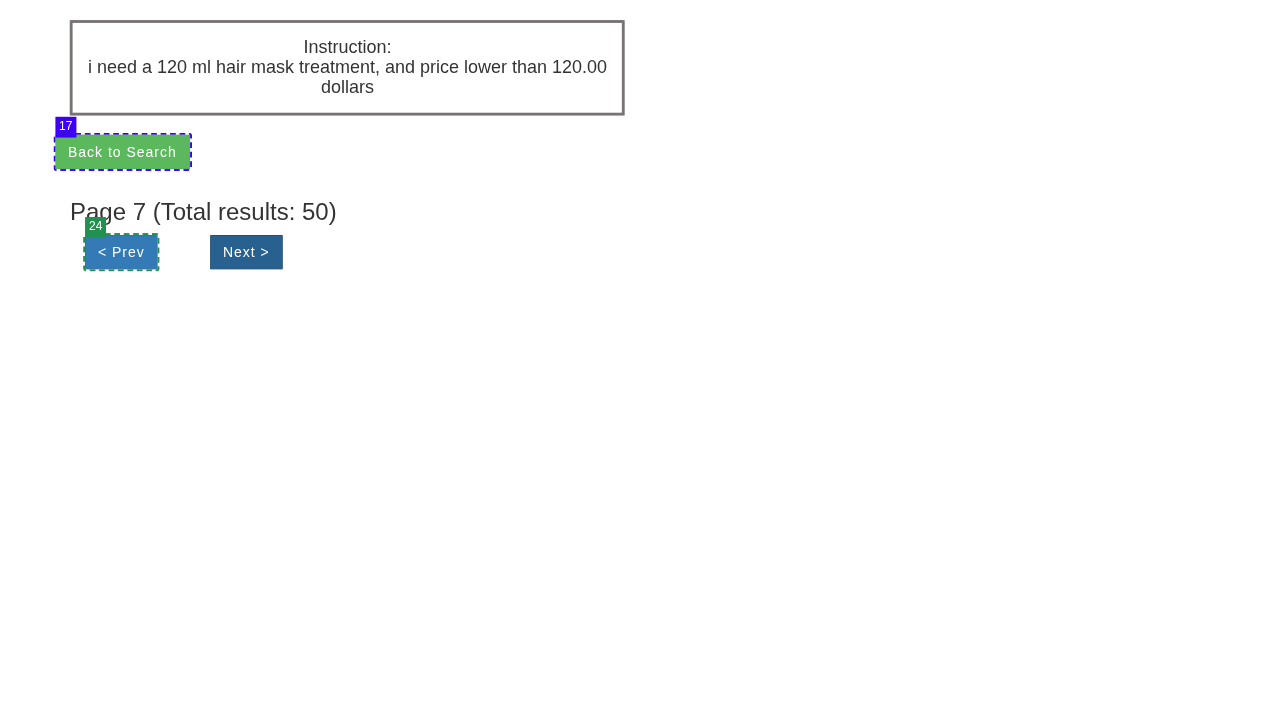 Instruction:
i need a 120 ml hair mask treatment, and price lower than 120.00
dollars
17
Back to Search
Page 7 (Total results: 50)
24
< Prev
Next >